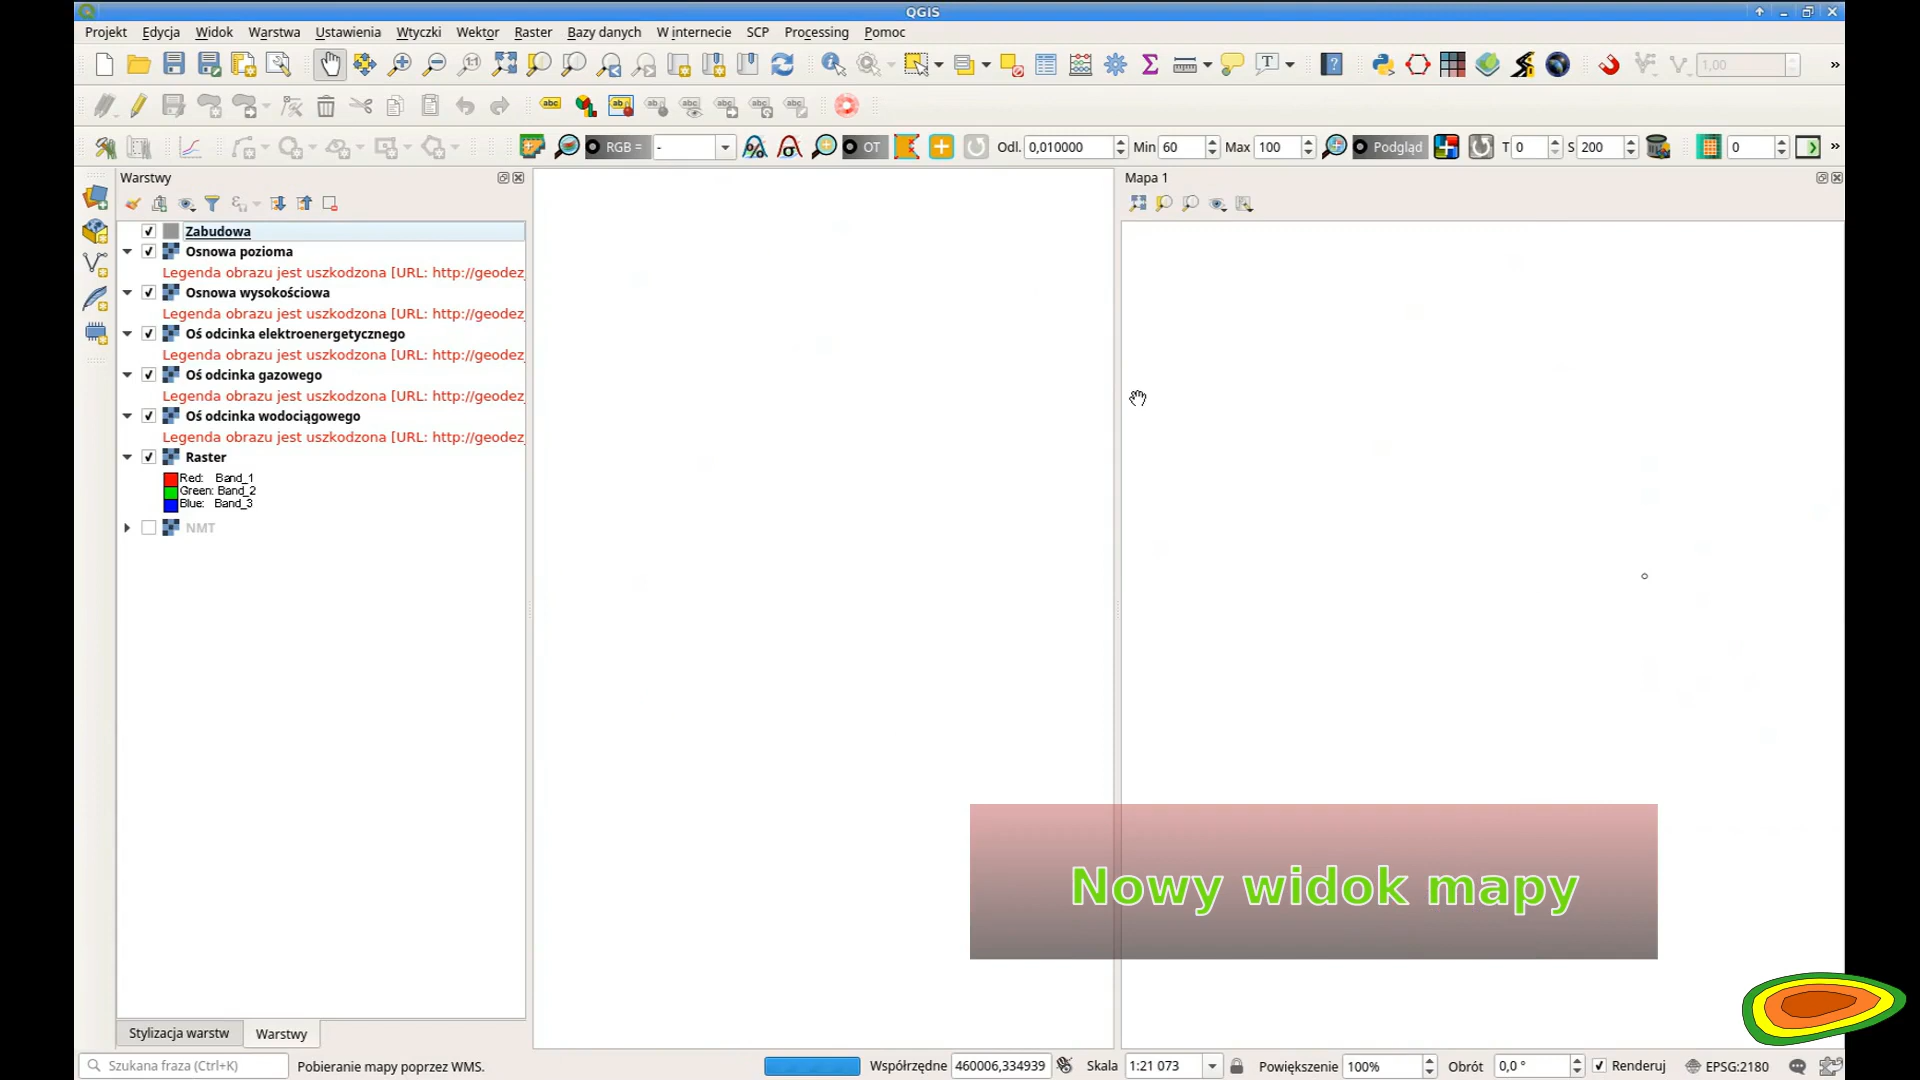 QGIS
Projekt Edycja Widok Warstwa Ustawienia Wtyczki Wektor Raster Bazy danych W internecie SCP Processing Pomoc
1,00
RGB = - OT Odl. 0,010000 Min 60 Max 100 Podgląd T 0 S 200 0
Warstwy
Mapa 1
Zabudowa
Osnowa pozioma
Legenda obrazu jest uszkodzona [URL: http://geodez
Osnowa wysokościowa
Legenda obrazu jest uszkodzona [URL: http://geodez
Oś odcinka elektroenergetycznego
Legenda obrazu jest uszkodzona [URL: http://geodez
Oś odcinka gazowego
Legenda obrazu jest uszkodzona [URL: http://geodez
Oś odcinka wodociągowego
Legenda obrazu jest uszkodzona [URL: http://geodez
Raster
Red: Band_1
Green: Band_2
Blue: Band_3
NMT
Nowy widok mapy
Stylizacja warstw Warstwy
Szukana fraza (Ctrl+K) Pobieranie mapy poprzez WMS. Współrzędne 460006,334939 Skala 1:21 073 Powiększenie 100% Obrót 0,0 ° Renderuj EPSG:2180